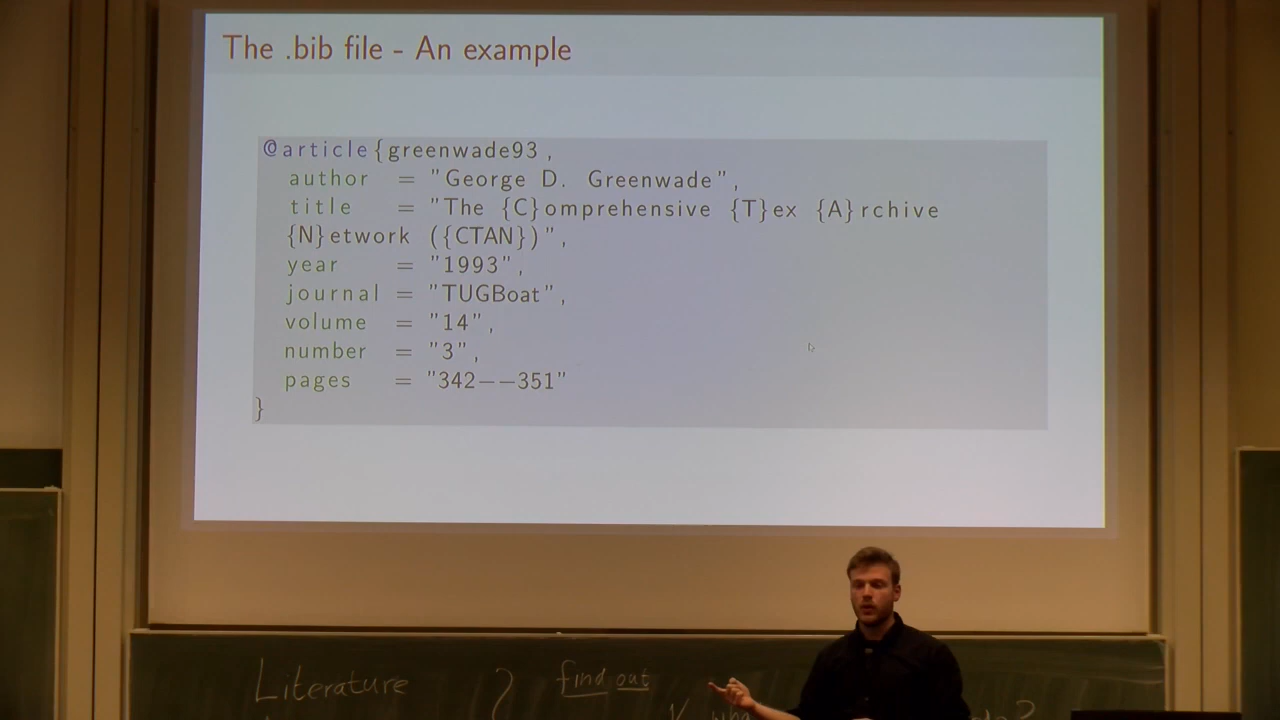 The .bib file - An example
@article{greenwade93,
author = "George D. Greenwade",
title = "The {C}omprehensive {T}ex {A}rchive
{N}etwork ({CTAN})",
year = "1993",
journal = "TUGBoat",
volume = "14",
number = "3",
pages = "342--351"
}
Literature
find out